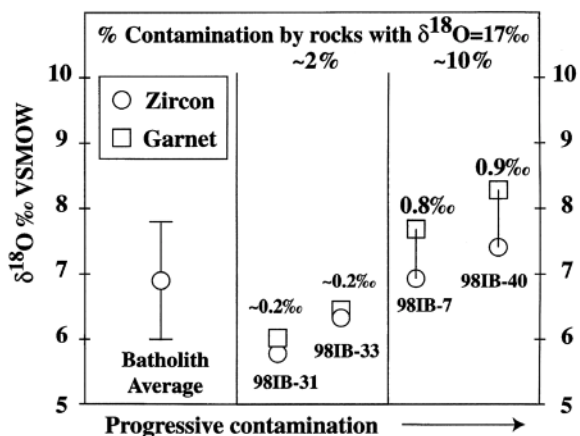 % Contamination by rocks with δ18O=17‰
~2%
~10%
10
10
Zircon
Garnet
9
9
0.9‰
0.8‰
8
8
δ18O ‰ VSMOW
7
7
~0.2‰
~0.2‰
98IB-7
98IB-40
6
6
98IB-33
Batholith
Average
98IB-31
5
5
Progressive contamination